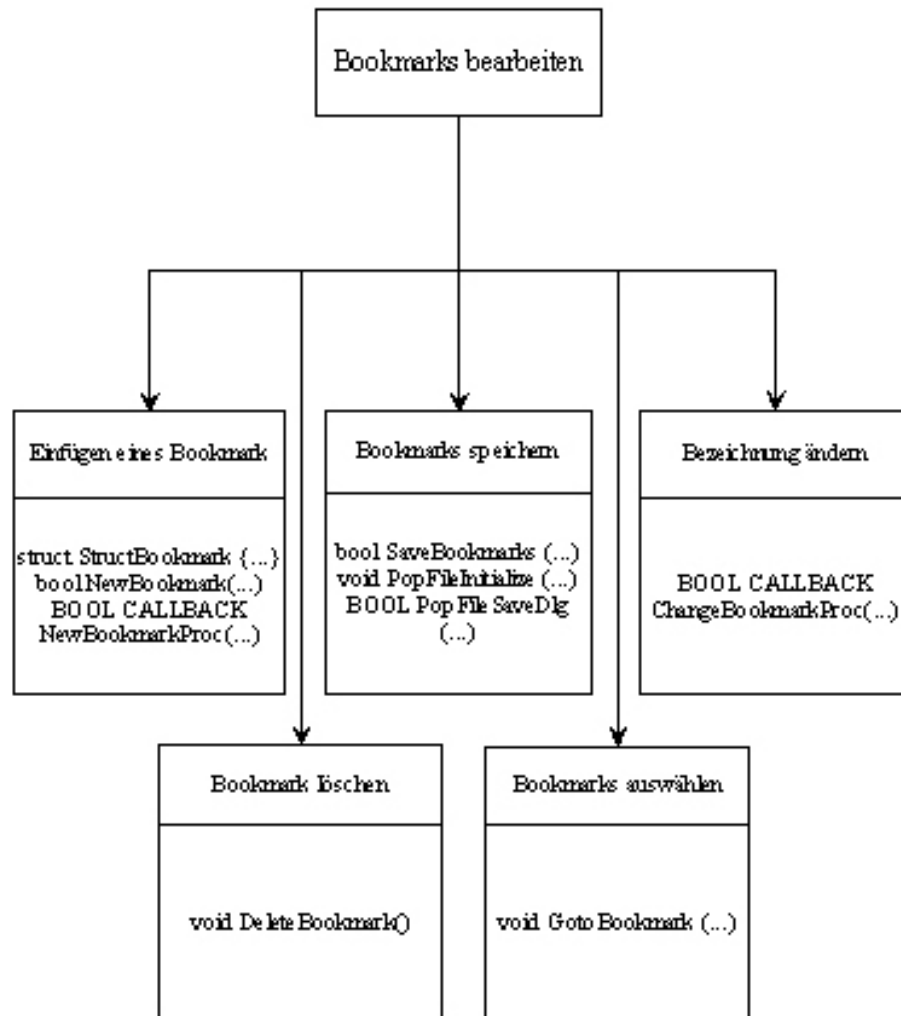 Bookmarks bearbeiten
Einfügen eines Bookmark
struct StructBookmark {...}
bool NewBookmark(...)
BOOL CALLBACK
NewBookmarkProc(...)
Bookmarks speichern
bool SaveBookmarks (...)
void PopFileInitialize (...)
BOOL PopFileSaveDlg
(...)
Bezeichnung ändern
BOOL CALLBACK
ChangeBookmarkProc(...)
Bookmark löschen
void DeleteBookmark()
Bookmarks auswählen
void GotoBookmark (...)